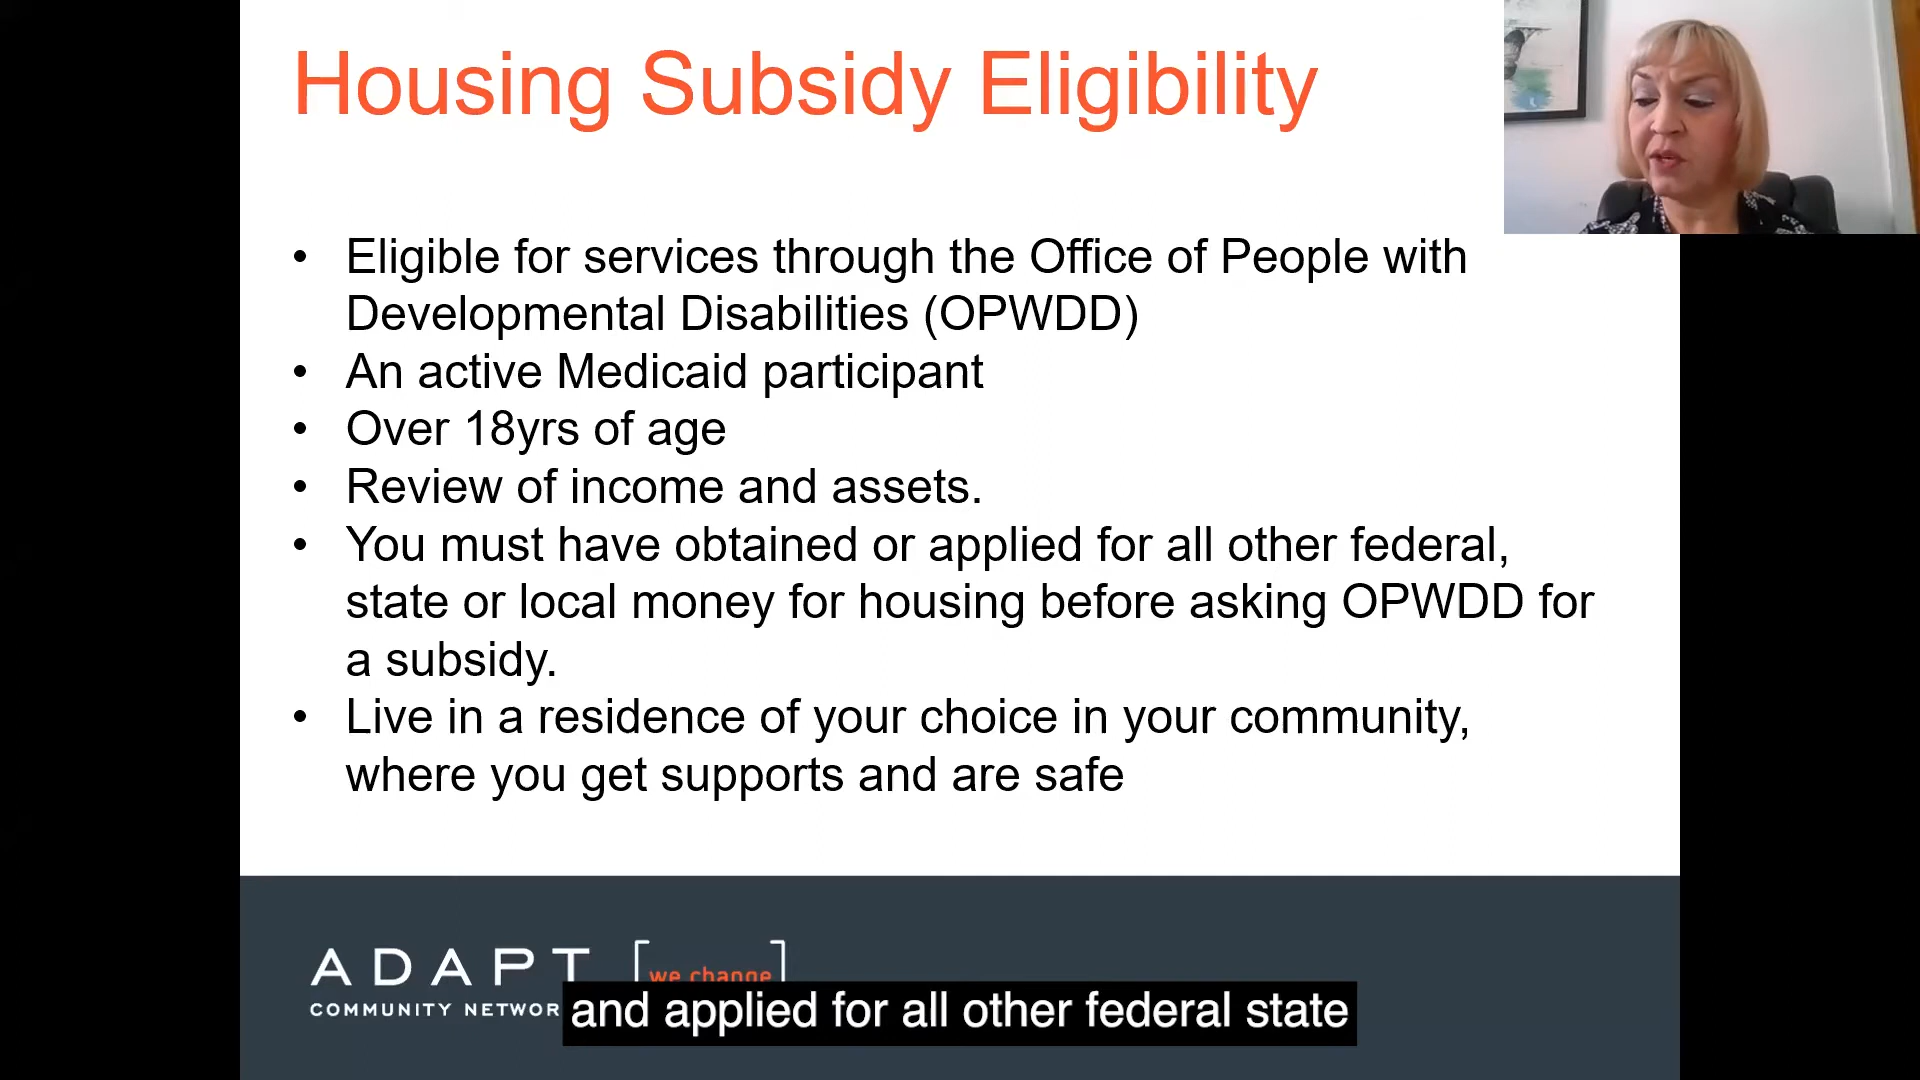 Housing Subsidy Eligibility
• Eligible for services through the Office of People with
Developmental Disabilities (OPWDD)
• An active Medicaid participant
• Over 18yrs of age
• Review of income and assets.
• You must have obtained or applied for all other federal,
state or local money for housing before asking OPWDD for
a subsidy.
• Live in a residence of your choice in your community,
where you get supports and are safe
ADAPT
COMMUNITY NETWOR
[we change]
and applied for all other federal state